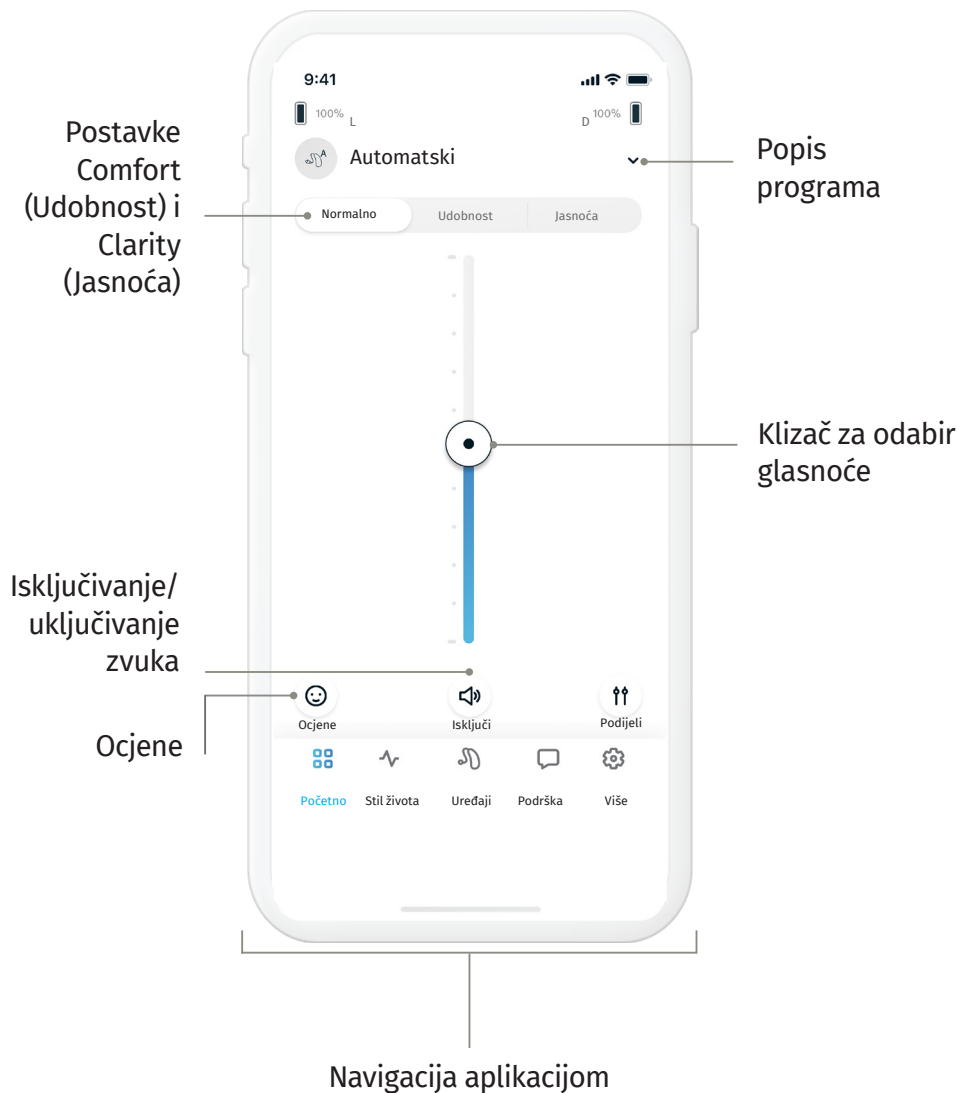 9:41
100% L
D 100%
Automatski
Postavke
Comfort
(Udobnost) i
Clarity
(Jasnoća)
Popis
programa
Normalno Udobnost Jasnoća
Klizač za odabir
glasnoće
Isključivanje/
uključivanje
zvuka
Ocjene
Ocjene Isključi Podijeli
Početno Stil života Uređaji Podrška Više
Navigacija aplikacijom